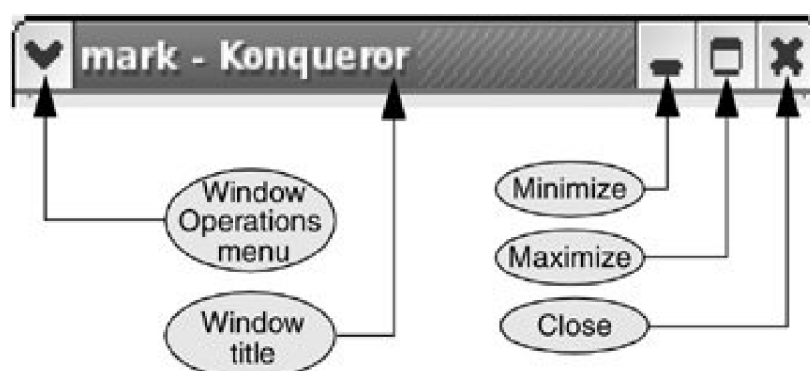 mark - Konqueror
Window
Operations
menu
Window
title
Minimize
Maximize
Close